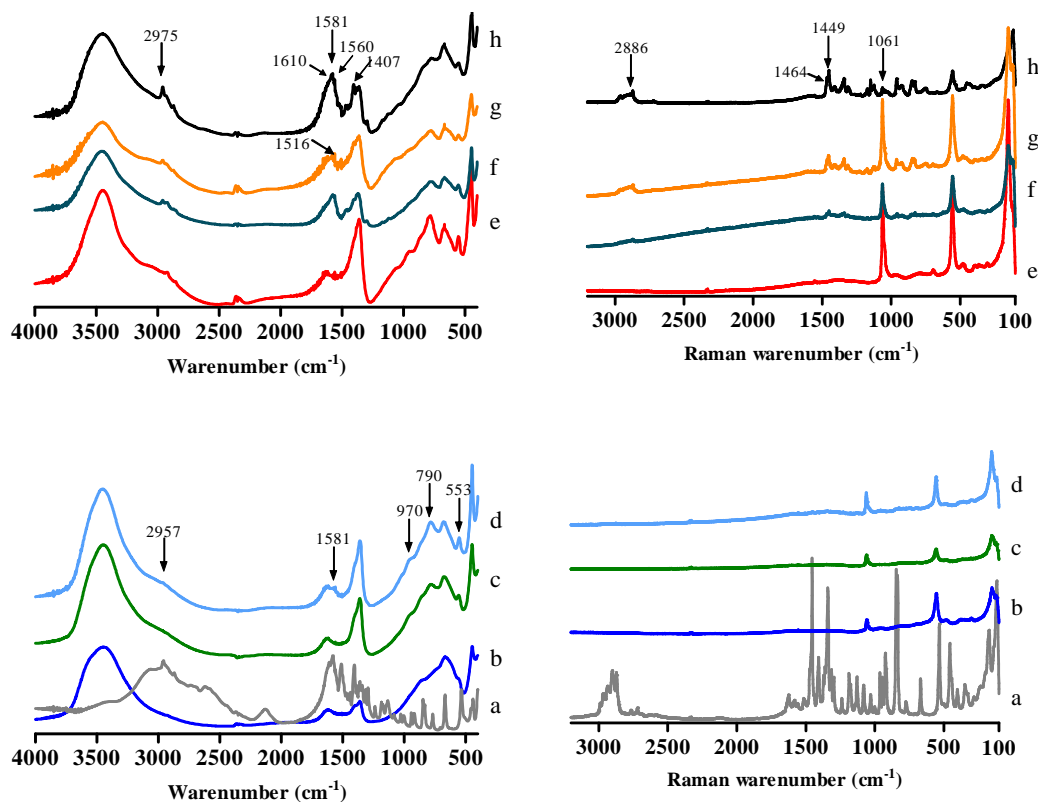 2975
1581
1610
1560
1407
1516
h
g
f
e
4000 3500 3000 2500 2000 1500 1000 500
Warenumber (cm-1)
2886
1449
1464
1061
h
g
f
e
3000 2500 2000 1500 1000 500 100
Raman warenumber (cm-1)
2957
1581
970
790
553
d
c
b
a
4000 3500 3000 2500 2000 1500 1000 500
Warenumber (cm-1)
d
c
b
a
3000 2500 2000 1500 1000 500 100
Raman warenumber (cm-1)